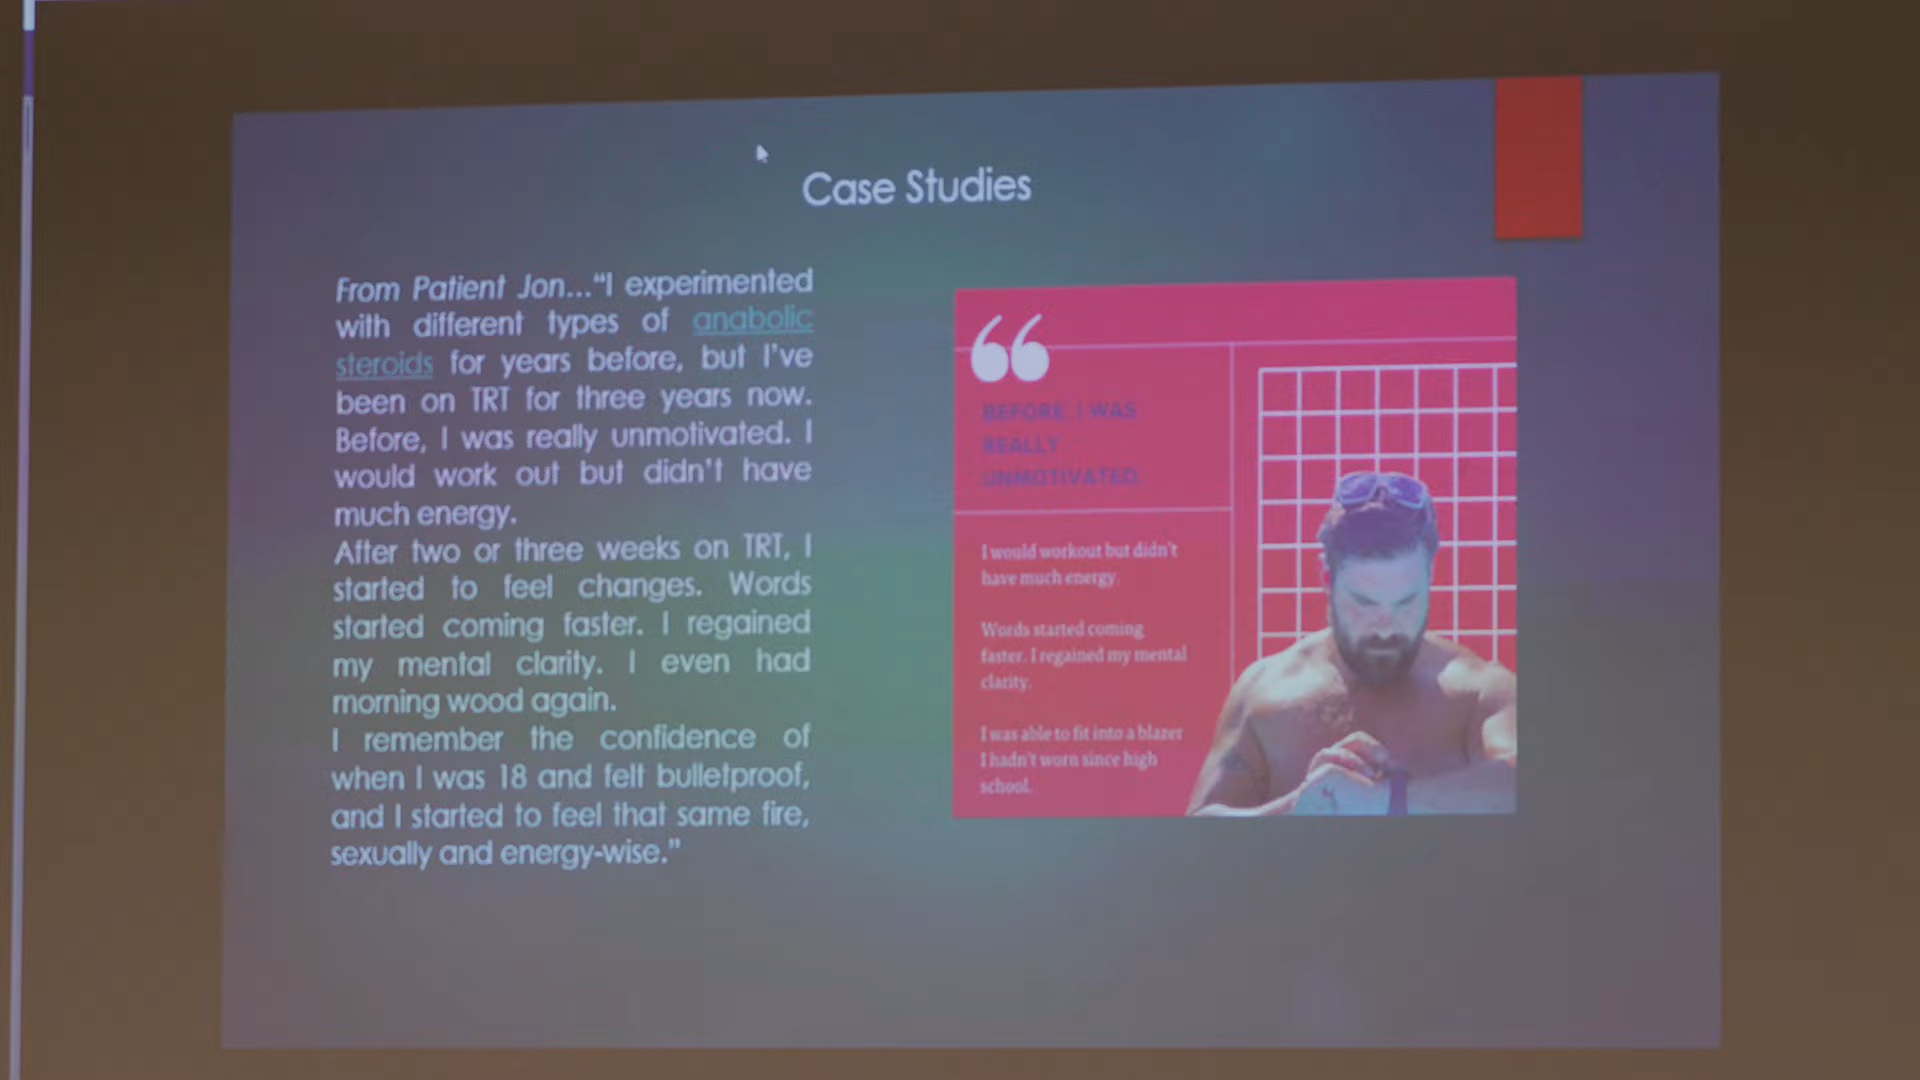 Case Studies
From Patient Jon...“I experimented
with different types of anabolic
steroids for years before, but I’ve
been on TRT for three years now.
Before, I was really unmotivated. I
would work out but didn’t have
much energy.
After two or three weeks on TRT, I
started to feel changes. Words
started coming faster. I regained
my mental clarity. I even had
morning wood again.
I remember the confidence of
when I was 18 and felt bulletproof,
and I started to feel that same fire,
sexually and energy-wise.”
“
BEFORE, I WAS
REALLY
UNMOTIVATED.
I would workout but didn't
have much energy.
Words started coming
faster. I regained my mental
clarity.
I was able to fit into a blazer
I hadn't worn since high
school.